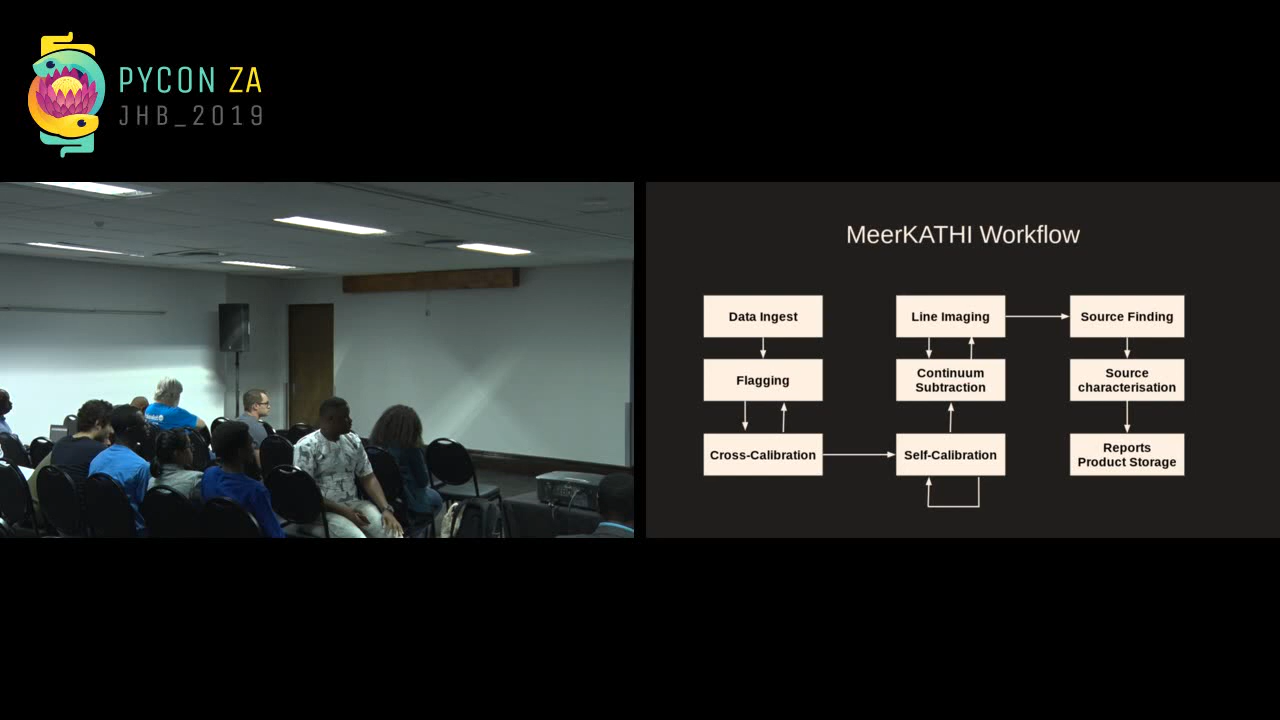 PYCON ZA
JHB_2019
MeerKATHI Workflow
Data Ingest
Flagging
Cross-Calibration
Line Imaging
Continuum
Subtraction
Self-Calibration
Source Finding
Source
characterisation
Reports
Product Storage